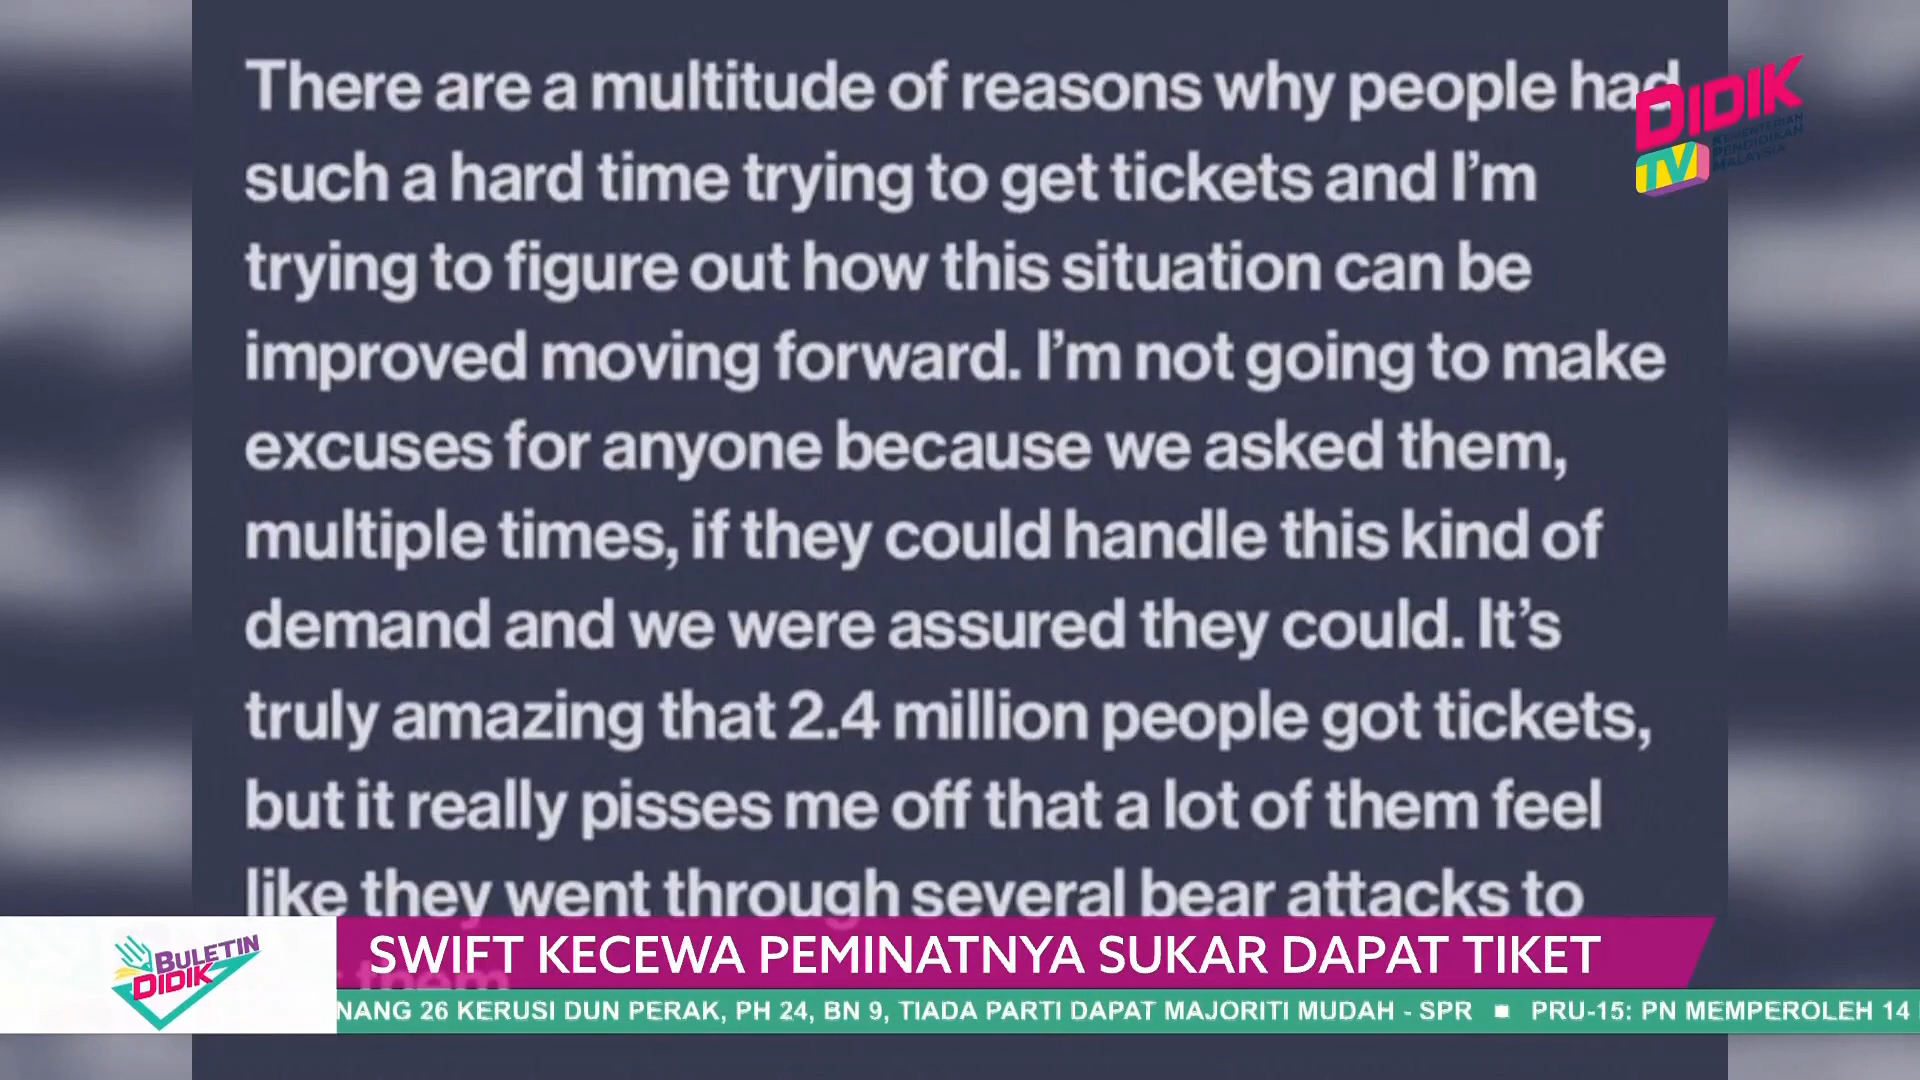 There are a multitude of reasons why people had
such a hard time trying to get tickets and I'm
trying to figure out how this situation can be
improved moving forward. I'm not going to make
excuses for anyone because we asked them,
multiple times, if they could handle this kind of
demand and we were assured they could. It's
truly amazing that 2.4 million people got tickets,
but it really pisses me off that a lot of them feel
like they went through several bear attacks to
them
DIDIK
TV
KEMENTERIAN
PENDIDIKAN
MALAYSIA
BULETIN
DIDIK
SWIFT KECEWA PEMINATNYA SUKAR DAPAT TIKET
NANG 26 KERUSI DUN PERAK, PH 24, BN 9, TIADA PARTI DAPAT MAJORITI MUDAH - SPR ■ PRU-15: PN MEMPEROLEH 14